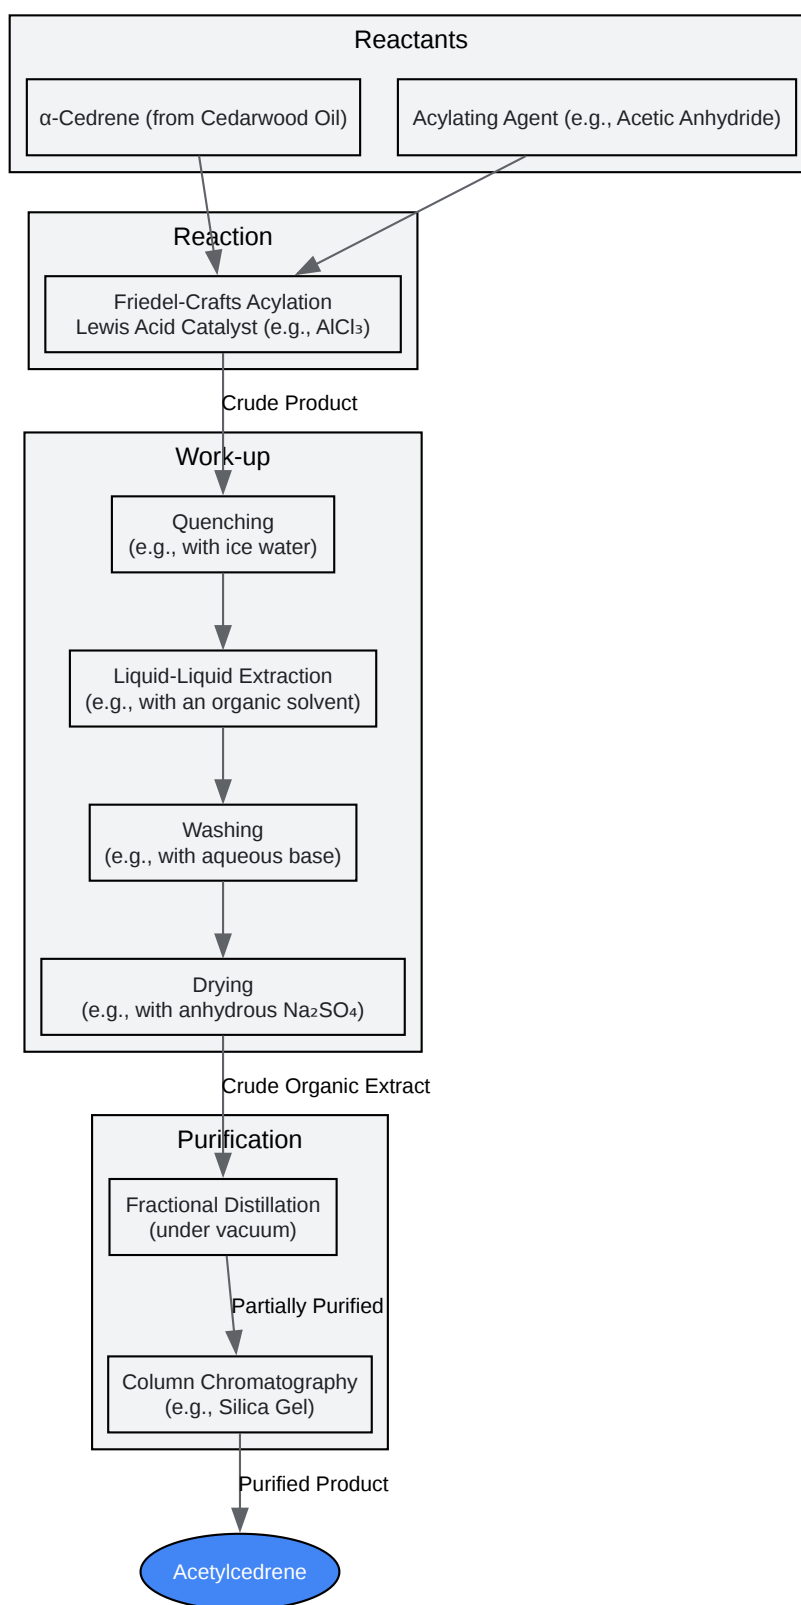 Reactants
α-Cedrene (from Cedarwood Oil)
Acylating Agent (e.g., Acetic Anhydride)
Reaction
Friedel-Crafts Acylation
Lewis Acid Catalyst (e.g., AlCl₃)
Crude Product
Work-up
Quenching
(e.g., with ice water)
Liquid-Liquid Extraction
(e.g., with an organic solvent)
Washing
(e.g., with aqueous base)
Drying
(e.g., with anhydrous Na₂SO₄)
Crude Organic Extract
Purification
Fractional Distillation
(under vacuum)
Partially Purified
Column Chromatography
(e.g., Silica Gel)
Purified Product
Acetylcedrene